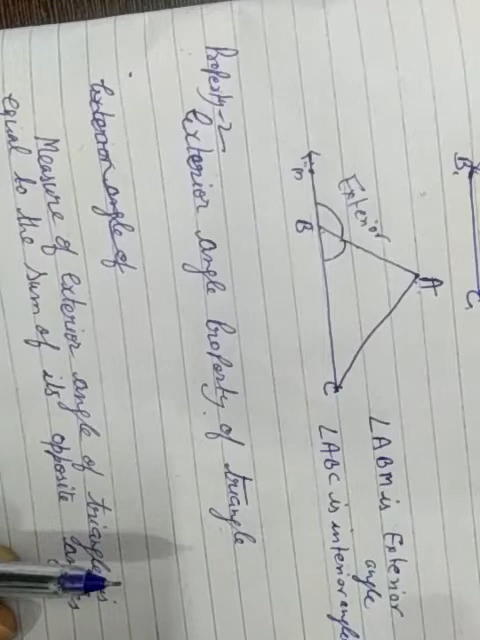 B,
C,
A
Exterior
∠ABM is Exterior
angle
m B
C ∠ABC is interior angle
Property-2
Exterior angle Property of triangle
Exterior angle of
Measure of exterior angle of triangle is
equal to the sum of its opposite